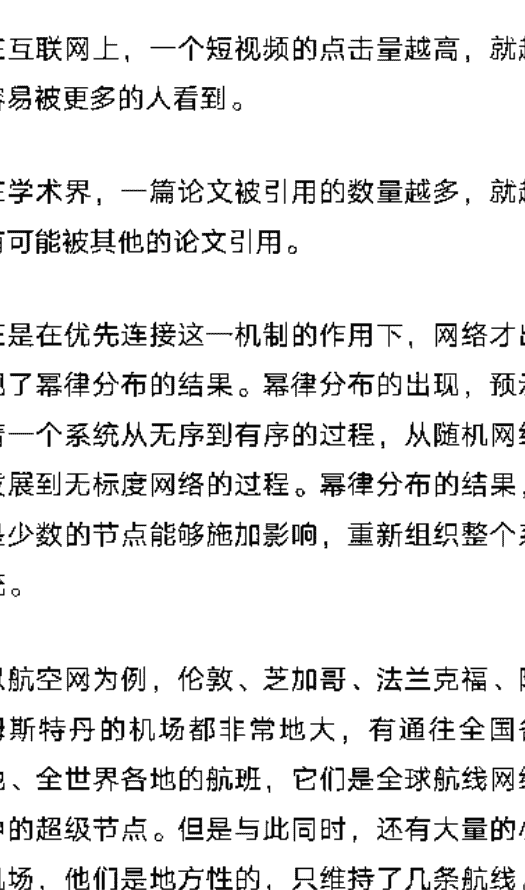 在互联网上，一个短视频的点击量越高，就越
容易被更多的人看到。
在学术界，一篇论文被引用的数量越多，就越
有可能被其他的论文引用。
正是在优先连接这一机制的作用下，网络才出
现了幂律分布的结果。幂律分布的出现，预示
着一个系统从无序到有序的过程，从随机网络
发展到无标度网络的过程。幂律分布的结果，
是少数的节点能够施加影响，重新组织整个系
统。
以航空网为例，伦敦、芝加哥、法兰克福、阿
姆斯特丹的机场都非常地大，有通往全国各
地、全世界各地的航班，它们是全球航线网络
中的超级节点。但是与此同时，还有大量的小
机场，他们是地方性的，只维持了几条航线，